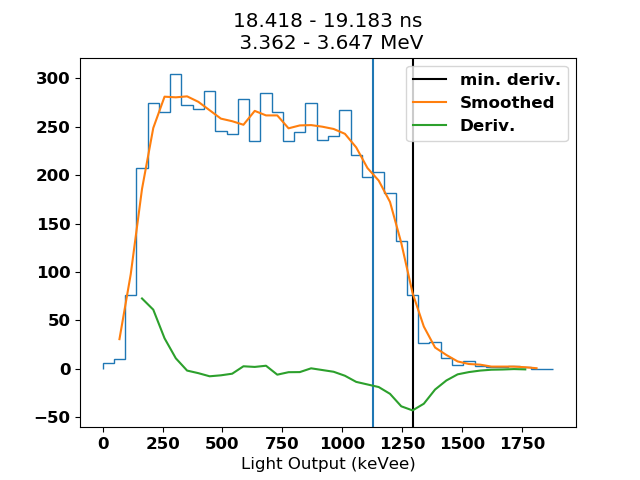 18.418 - 19.183 ns
3.362 - 3.647 MeV
min. deriv.
Smoothed
Deriv.
300
250
200
150
100
50
0
−50
0 250 500 750 1000 1250 1500 1750
Light Output (keVee)